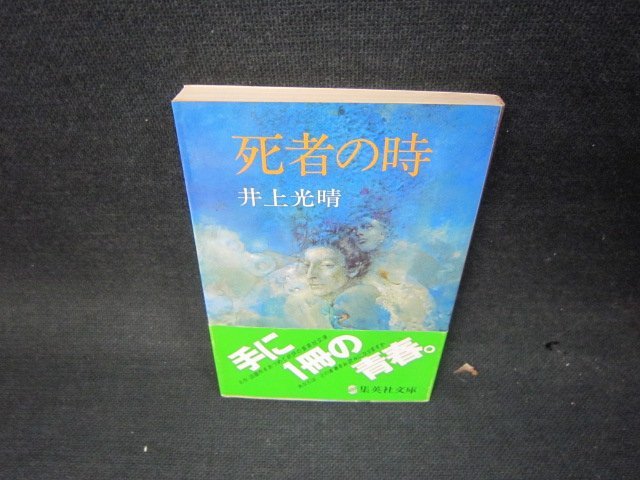 死者の時
井上光晴
手に
1冊の
青春。
集英社文庫